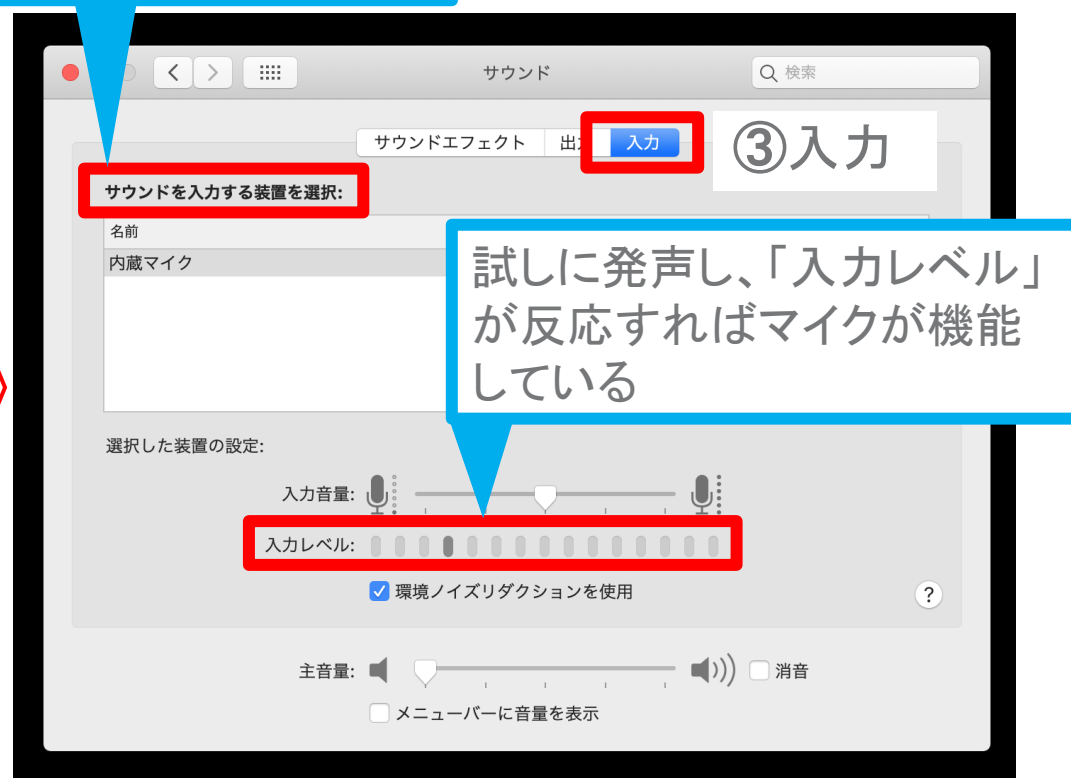 サウンド
検索
サウンドエフェクト
入力
③入力
サウンドを入力する装置を選択:
名前
内蔵マイク
試しに発声し、「入力レベル」
が反応すればマイクが機能
している
選択した装置の設定:
入力音量:
入力レベル:
環境ノイズリダクションを使用
?
主音量:
消音
メニューバーに音量を表示